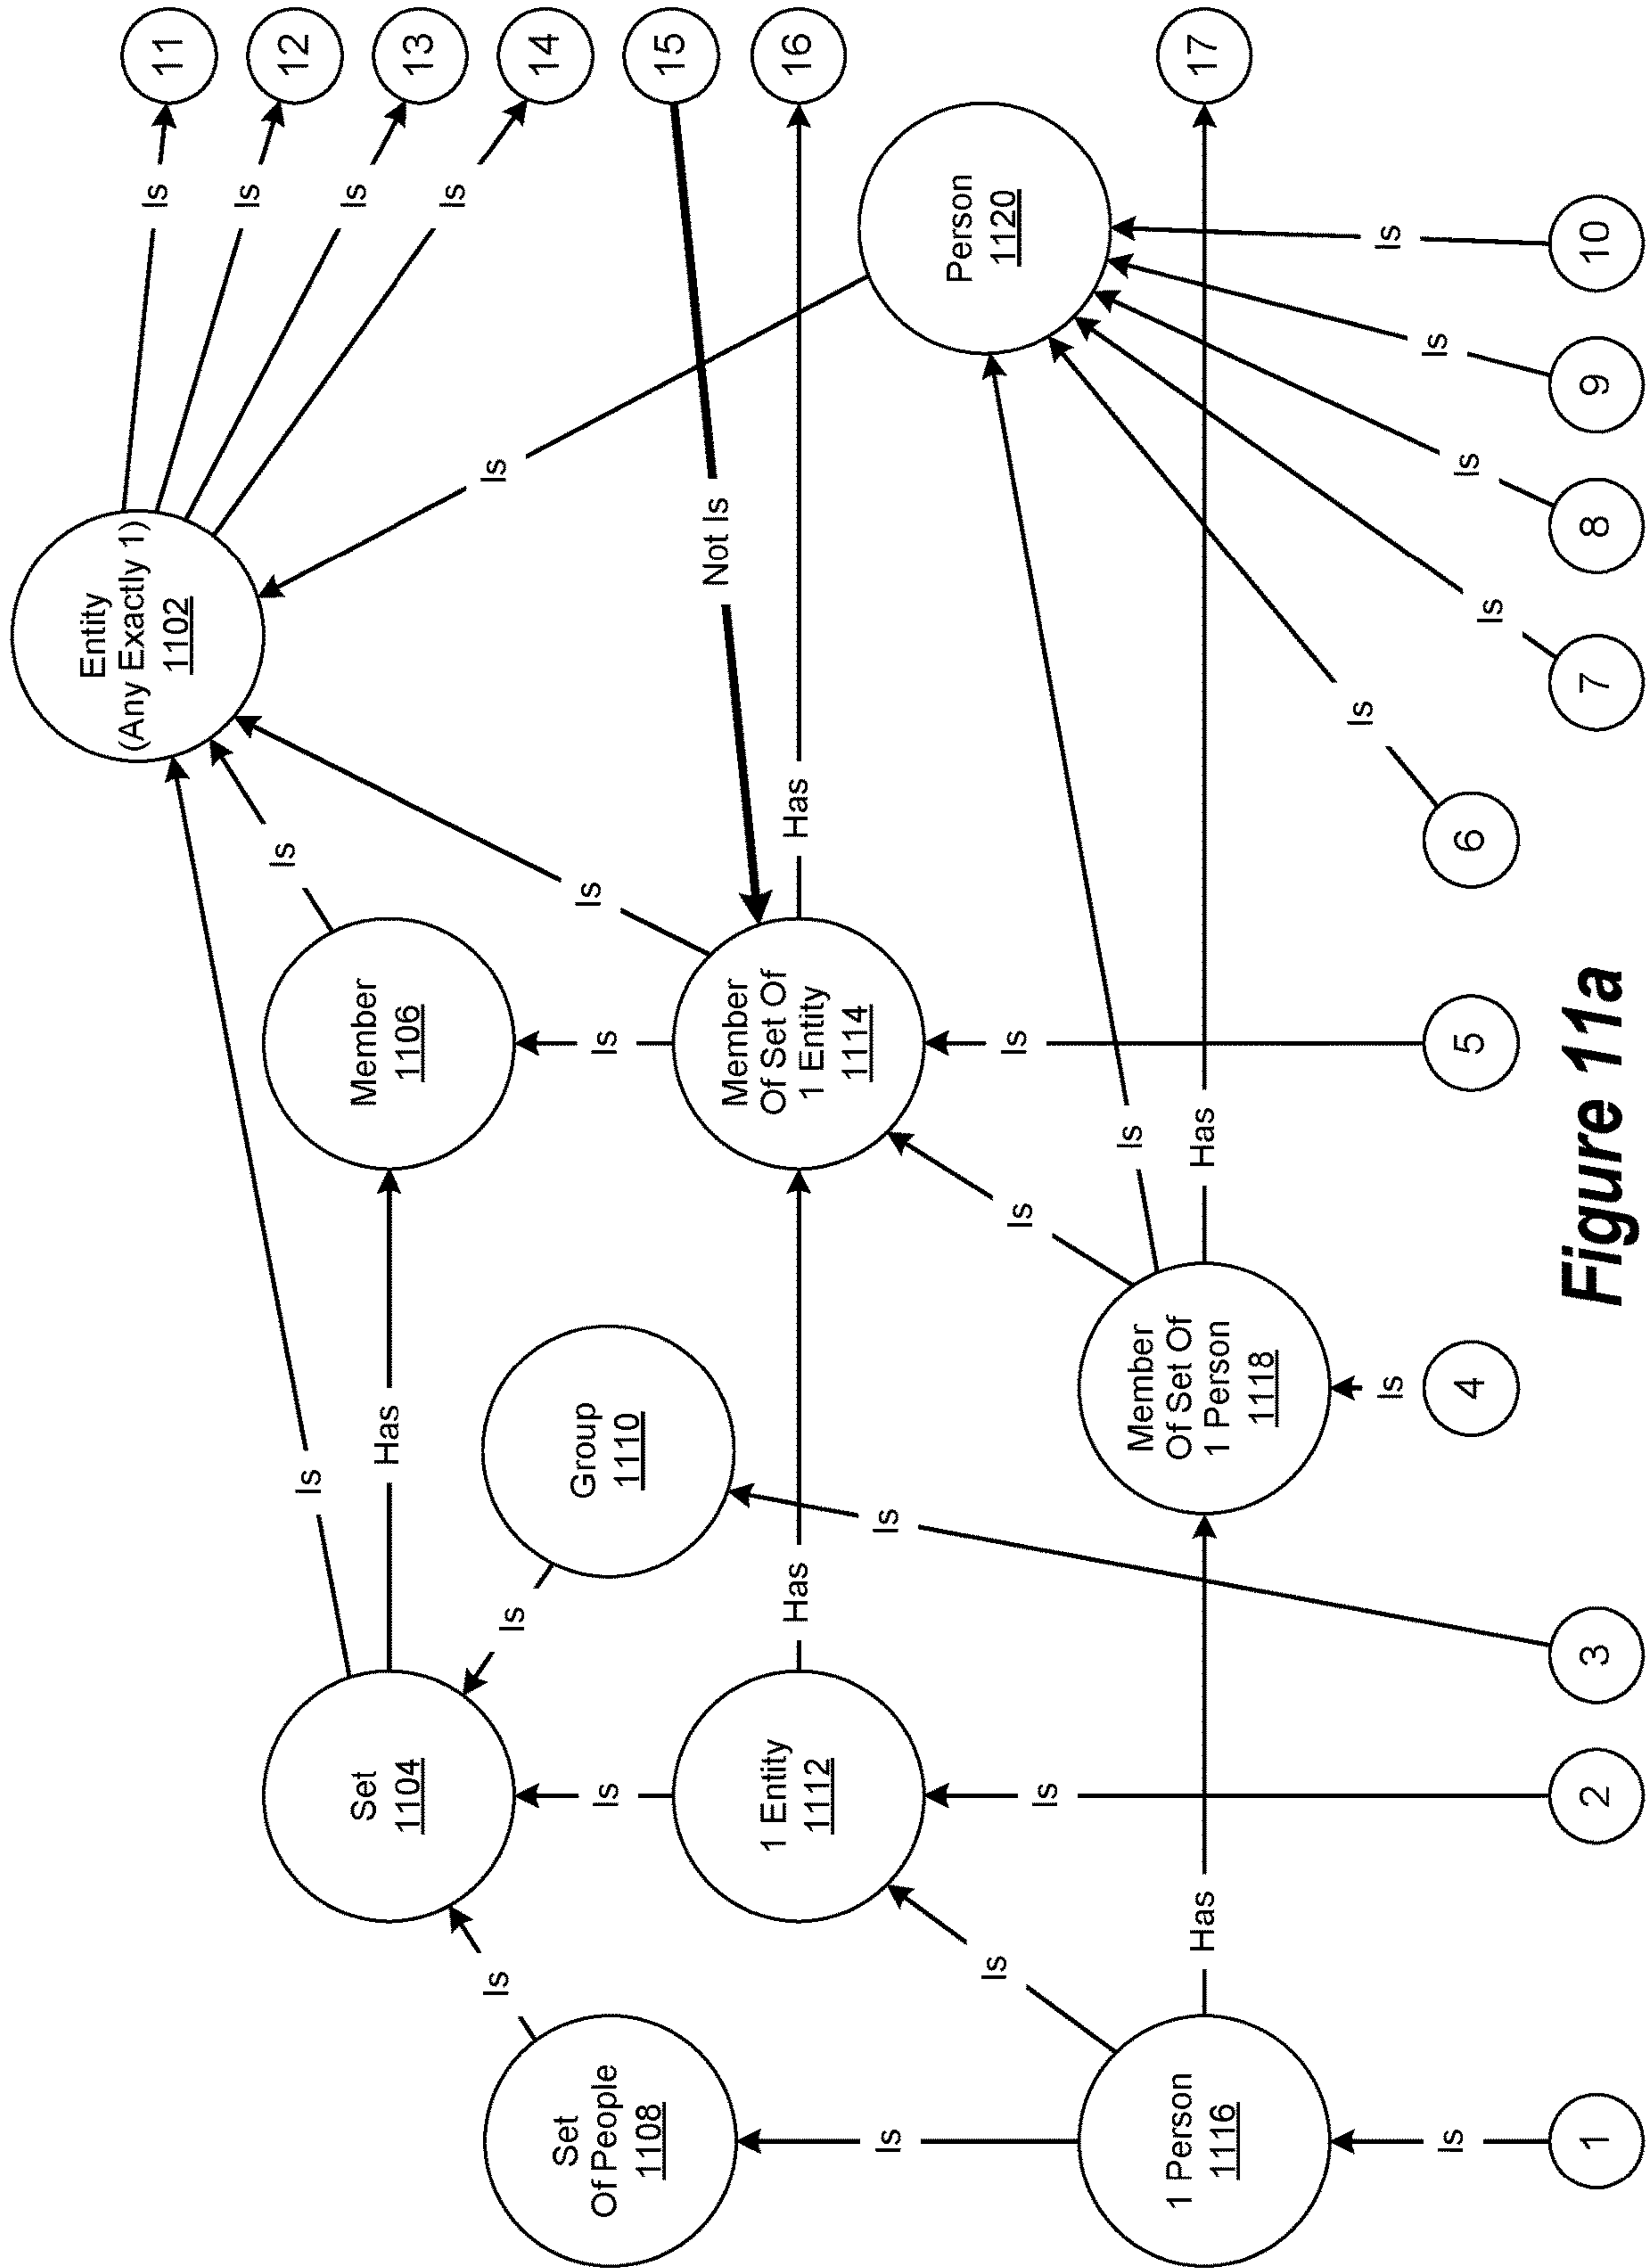 Entity
(Any Exactly 1)
1102
Is
11
Is
12
Is
Is
Is
13
Set
1104
Has
Member
1106
Is
14
Is
Is
Is
Is
Is
Is
Set
Of People
1108
Group
1110
15
Not Is
1 Entity
1112
Has
Member
Of Set Of
1 Entity
1114
Has
16
Is
Is
Person
1120
Is
Is
Is
Is
Is
1 Person
1116
Has
Member
Of Set Of
1 Person
1118
Has
17
Is
Is
Is
Is
Is
Is
Is
4
5
6
1
2
3
7
8
9
10
Figure 11a